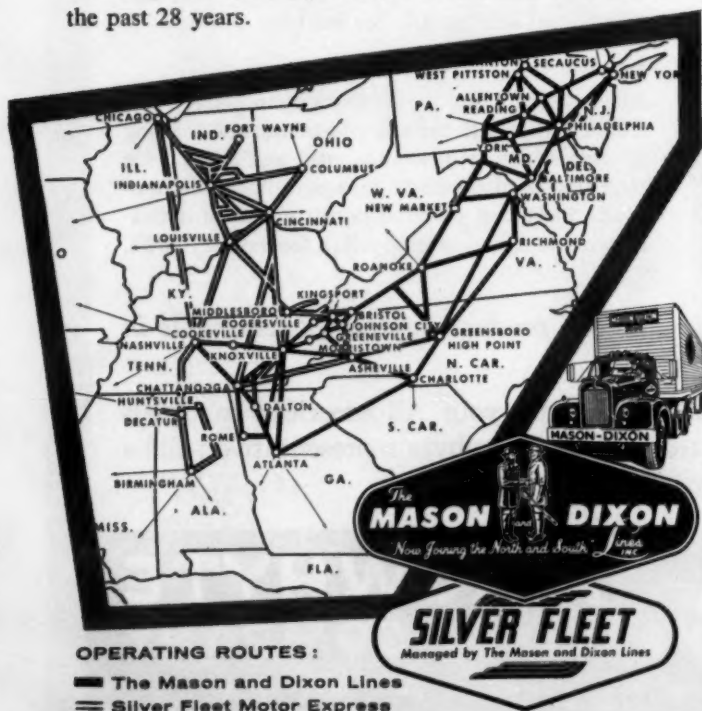 the past 28 years.
SECAUCUS
WEST PITTSTON
NEW YORK
ALLENTOWN
PA.
READING
N.J.
CHICAGO
PHILADELPHIA
IND.
FORT WAYNE
OHIO
YORK
MD.
ILL.
COLUMBUS
DEL.
BALTIMORE
INDIANAPOLIS
W. VA.
WASHINGTON
NEW MARKET
CINCINNATI
LOUISVILLE
RICHMOND
VA.
ROANOKE
KY.
KINGSPORT
MIDDLESBORO
BRISTOL
ROGERSVILLE
JOHNSON CITY
COOKEVILLE
GREENEVILLE
GREENSBORO
NASHVILLE
MORRISTOWN
HIGH POINT
KNOXVILLE
N. CAR.
TENN.
ASHEVILLE
CHATTANOOGA
CHARLOTTE
HUNTSVILLE
DALTON
DECATUR
S. CAR.
MASON-DIXON
ROME
ATLANTA
GA.
BIRMINGHAM
ALA.
MISS.
FLA.
The
MASON and DIXON
"Now Joining the North and South" Lines
INC
SILVER FLEET
Managed by The Mason and Dixon Lines
OPERATING ROUTES:
The Mason and Dixon Lines
Silver Fleet Motor Express